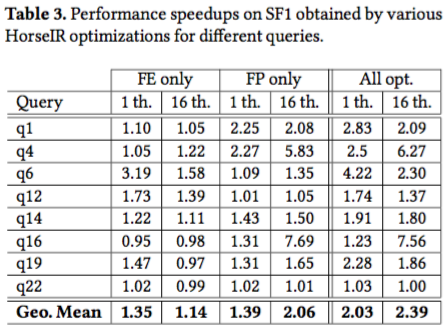 Table 3. Performance speedups on SF1 obtained by various
HorseIR optimizations for different queries.
FE only FP only All opt.
Query 1 th. 16 th. 1 th. 16 th. 1 th. 16 th.
q1 1.10 1.05 2.25 2.08 2.83 2.09
q4 1.05 1.22 2.27 5.83 2.5 6.27
q6 3.19 1.58 1.09 1.35 4.22 2.30
q12 1.73 1.39 1.01 1.05 1.74 1.37
q14 1.22 1.11 1.43 1.50 1.91 1.80
q16 0.95 0.98 1.31 7.69 1.23 7.56
q19 1.47 0.97 1.31 1.65 2.28 1.86
q22 1.02 0.99 1.02 1.01 1.03 1.00
Geo. Mean 1.35 1.14 1.39 2.06 2.03 2.39